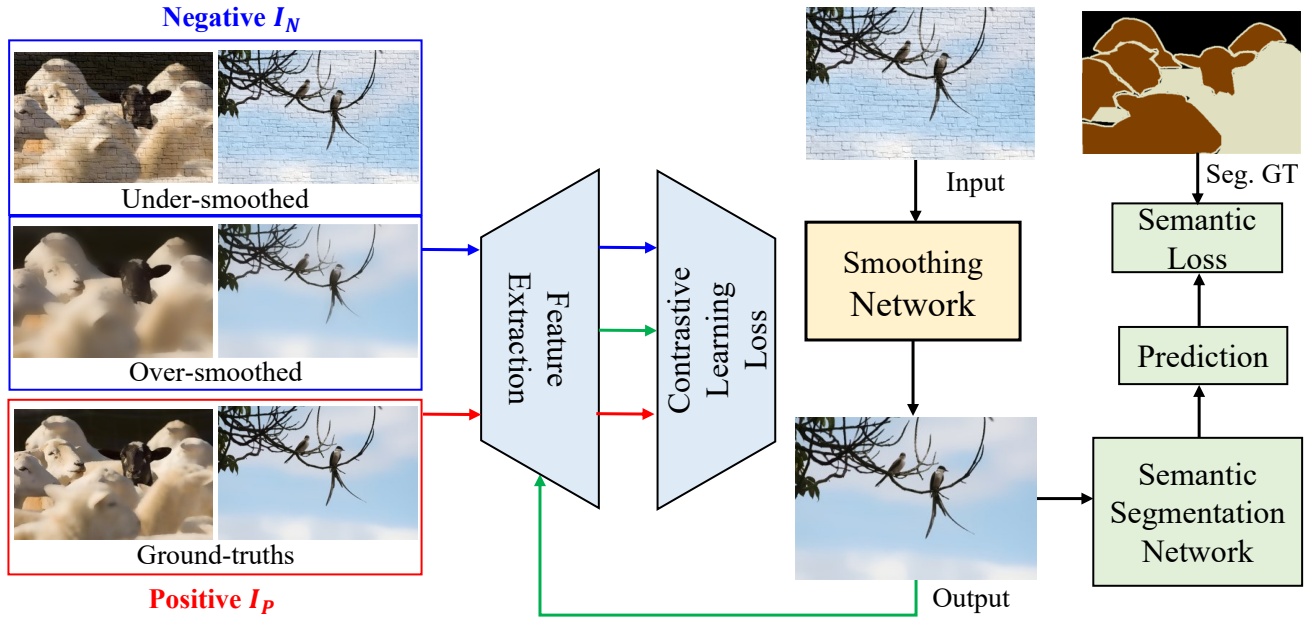 Negative I_N
Under-smoothed
Over-smoothed
Ground-truths
Positive I_P
Feature
Extraction
Contrastive
Learning
Loss
Input
Smoothing
Network
Output
Seg. GT
Semantic
Loss
Prediction
Semantic
Segmentation
Network